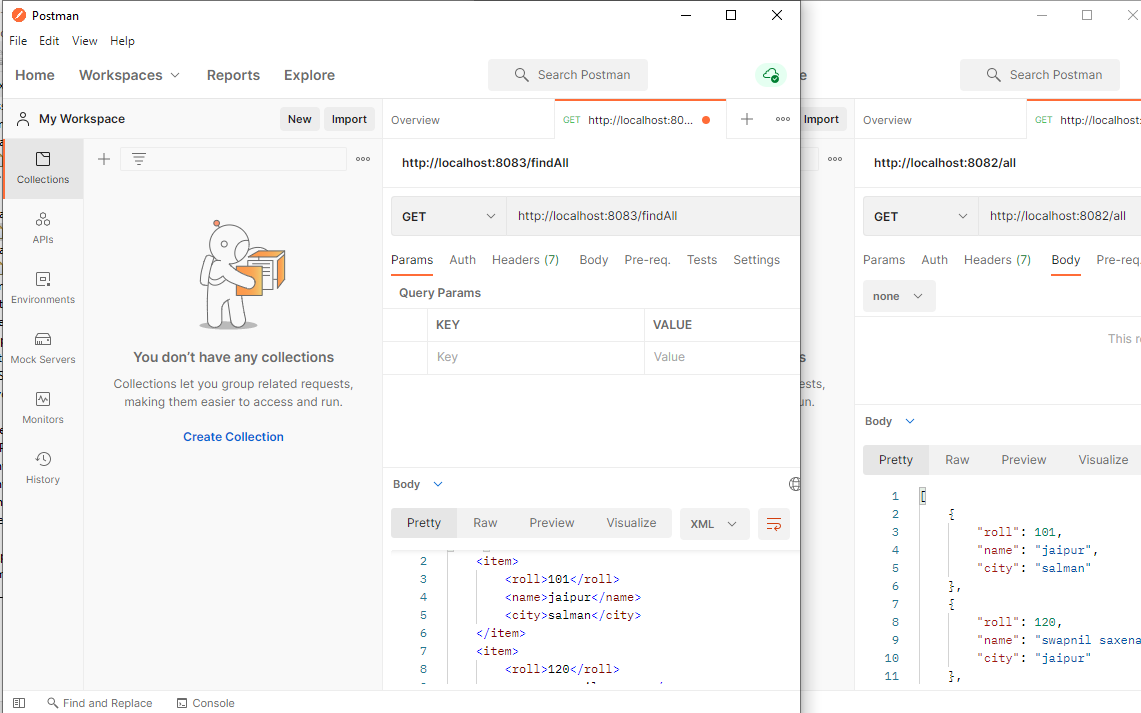 Postman
File Edit View Help
Home Workspaces Reports Explore Search Postman
My Workspace New Import
Overview GET http://localhost:80...
Collections
APIs
Environments
Mock Servers
Monitors
History
You don't have any collections
Collections let you group related requests,
making them easier to access and run.
Create Collection
http://localhost:8083/findAll
GET http://localhost:8083/findAll
Params Auth Headers (7) Body Pre-req. Tests Settings
Query Params
KEY VALUE
Key Value
Body
Pretty Raw Preview Visualize XML
2 <item>
3 <roll>101</roll>
4 <name>jaipur</name>
5 <city>salman</city>
6 </item>
7 <item>
8 <roll>120</roll>
Find and Replace Console
Search Postman
Import Overview GET http://localhost:
http://localhost:8082/all
GET http://localhost:8082/all
Params Auth Headers (7) Body Pre-req.
none
This
Body
Pretty Raw Preview Visualize
1 [
2 {
3 "roll": 101,
4 "name": "jaipur",
5 "city": "salman"
6 },
7 {
8 "roll": 120,
9 "name": "swapnil saxena
10 "city": "jaipur"
11 },